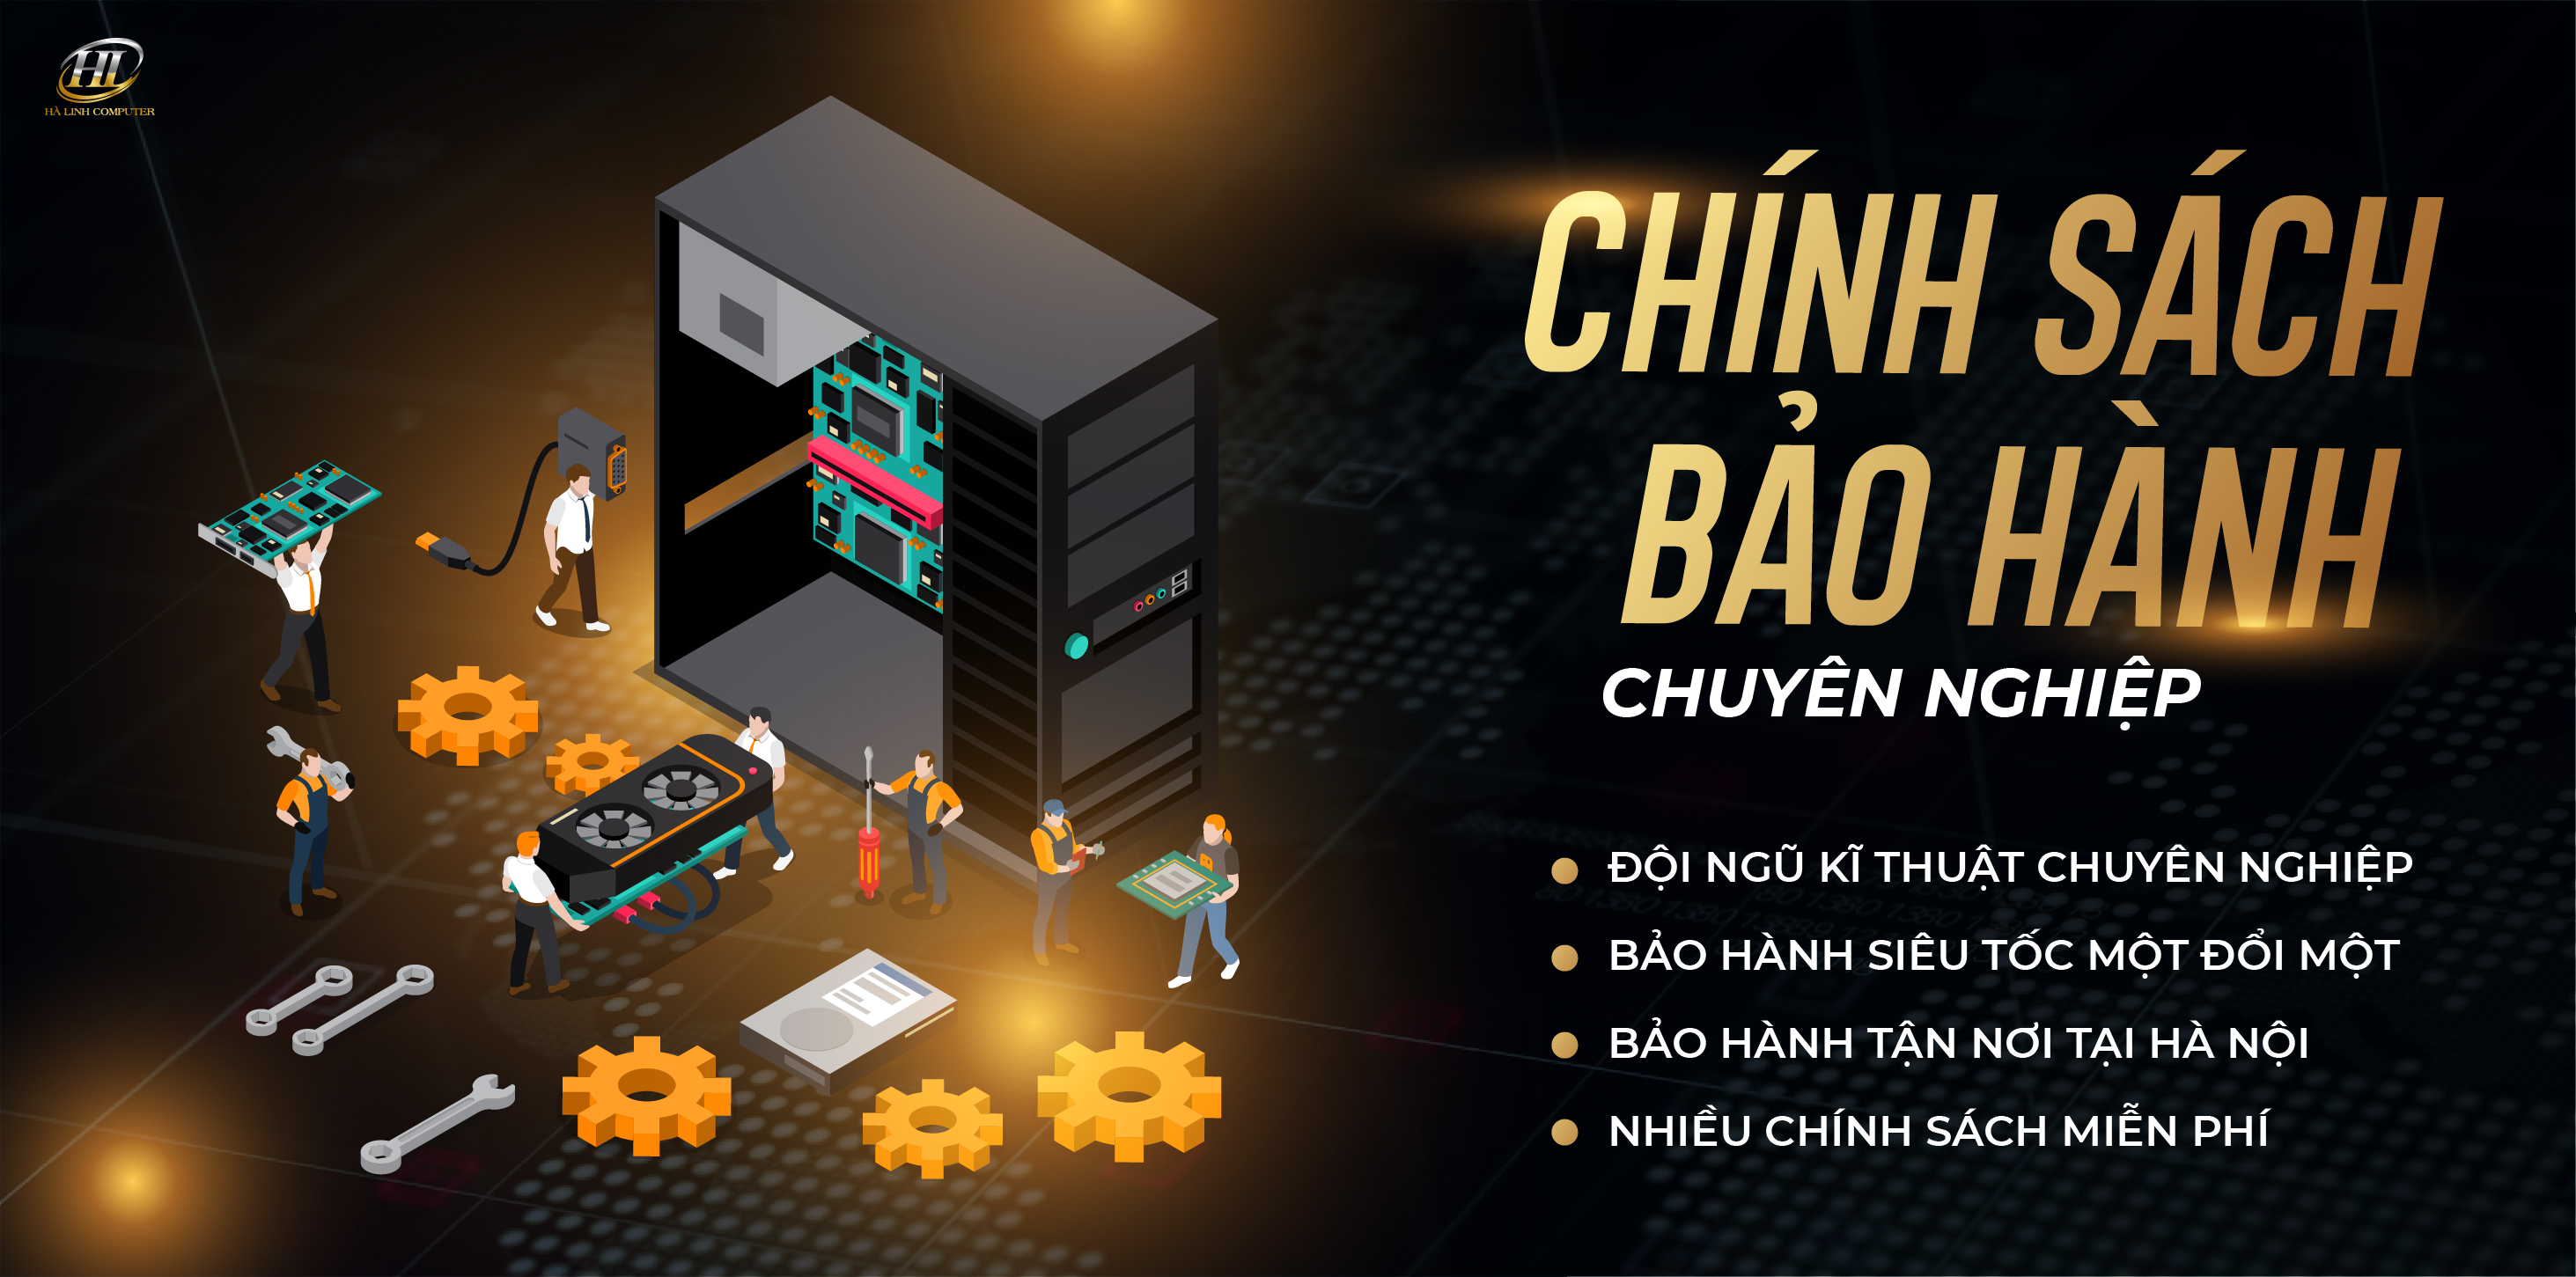 HL
HÀ LINH COMPUTER
CHÍNH SÁCH
BẢO HÀNH
CHUYÊN NGHIỆP
ĐỘI NGŨ KĨ THUẬT CHUYÊN NGHIỆP
BẢO HÀNH SIÊU TỐC MỘT ĐỔI MỘT
BẢO HÀNH TẬN NƠI TẠI HÀ NỘI
NHIỀU CHÍNH SÁCH MIỄN PHÍ